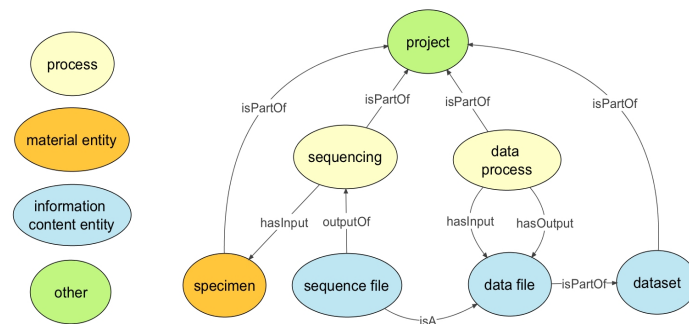 project
process
isPartOf
isPartOf
isPartOf
isPartOf
material entity
sequencing
data
process
information
content entity
hasInput
outputOf
hasInput
hasOutput
other
specimen
sequence file
data file
isPartOf
dataset
isA